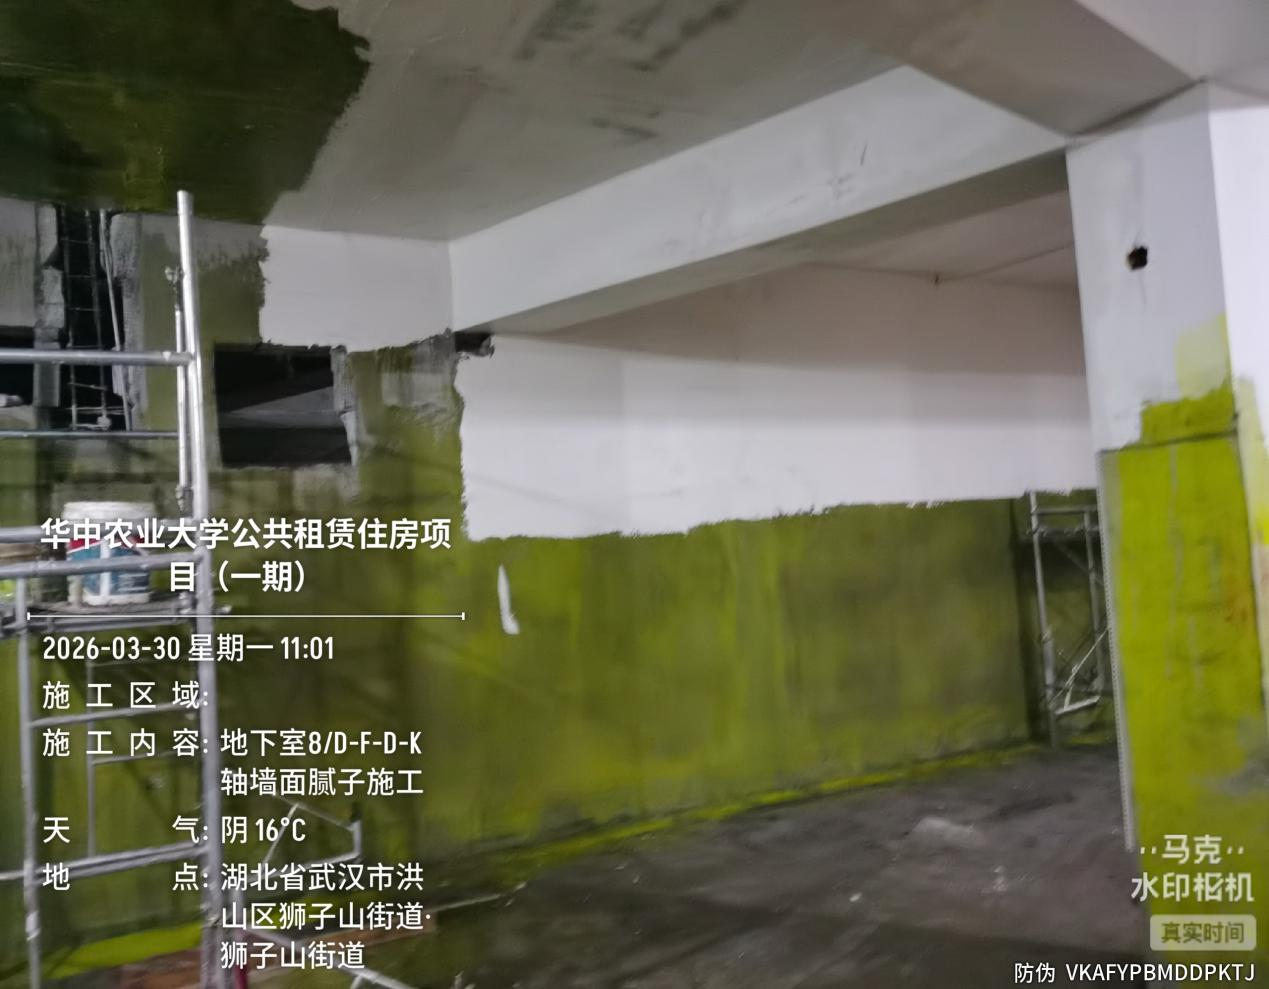 华中农业大学公共租赁住房项
目（一期）
2026-03-30 星期一 11:01
施工区域:
施工内容: 地下室8/D-F-D-K
轴墙面腻子施工
天气: 阴 16℃
地点: 湖北省武汉市洪
山区狮子山街道·
狮子山街道
马克
水印相机
真实时间
防伪 VKAFYPBMDDPKTJ